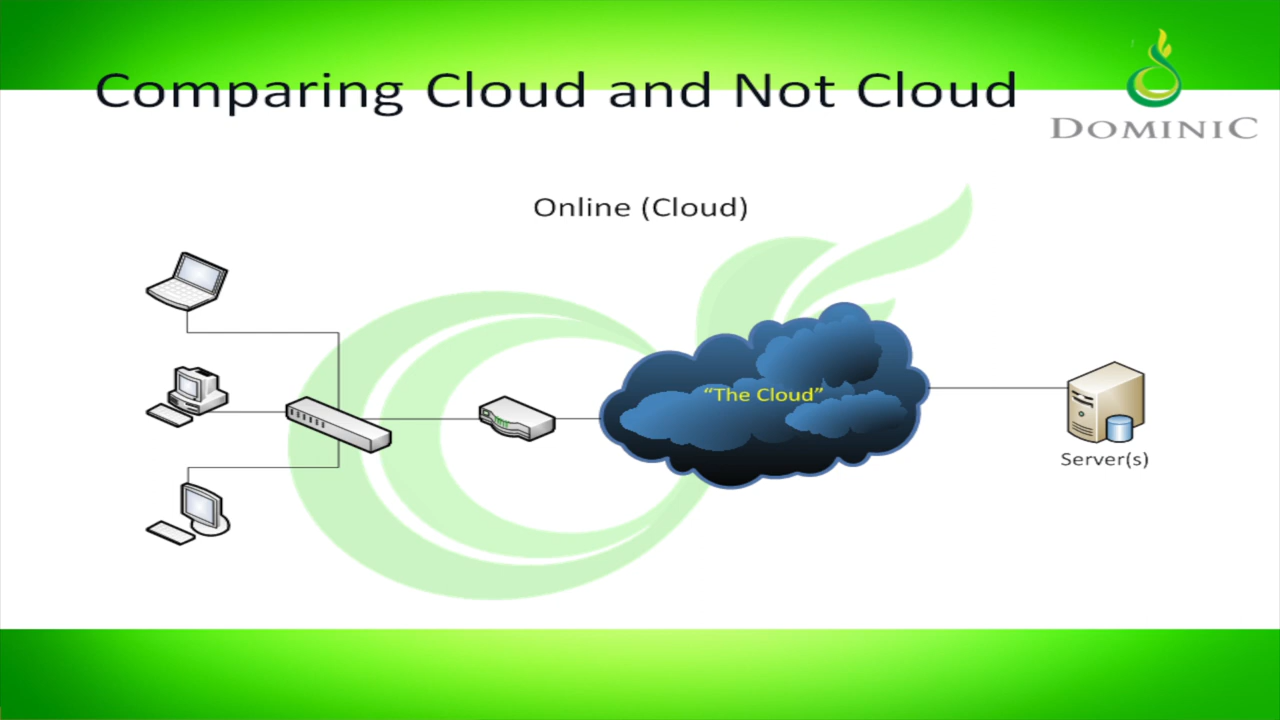 Comparing Cloud and Not Cloud
DOMINIC
Online (Cloud)
“The Cloud”
Server(s)